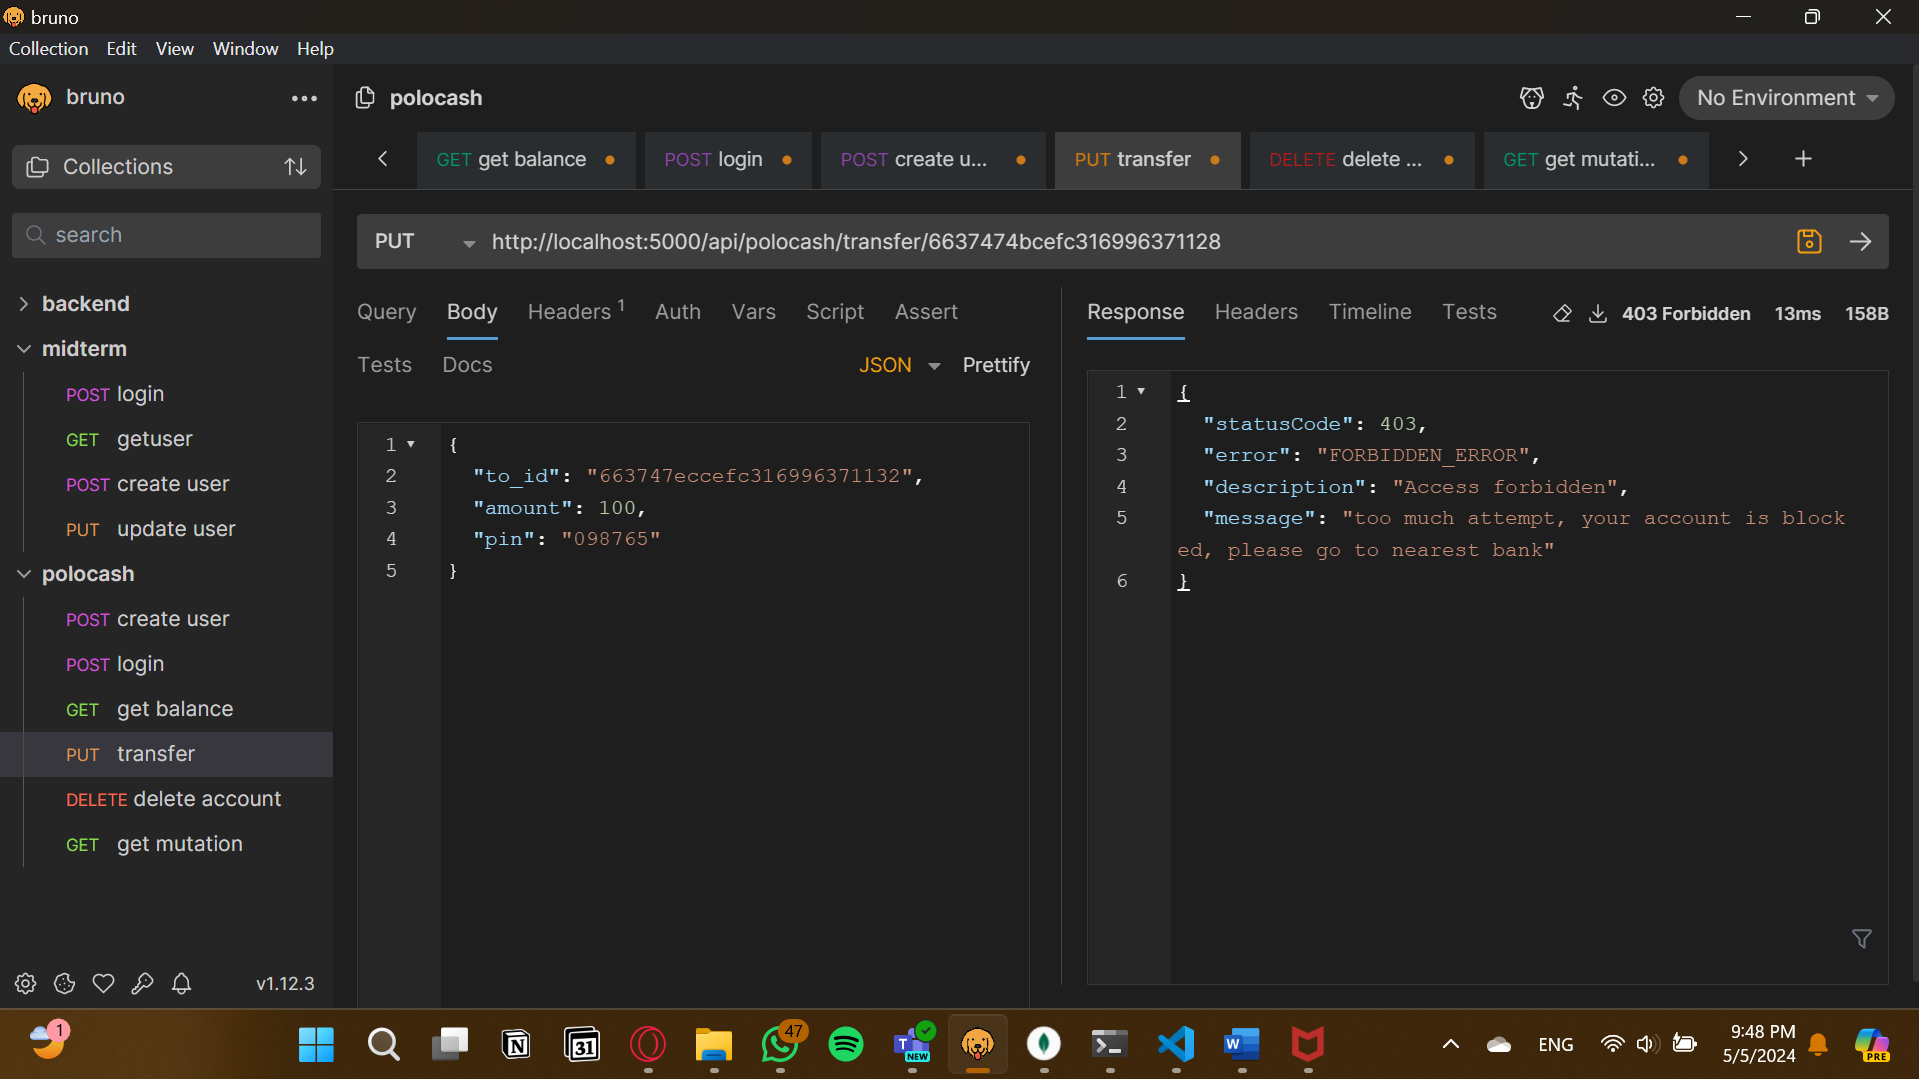 bruno
Collection Edit View Window Help
bruno
polocash
No Environment
Collections
GET get balance
POST login
POST create u...
PUT transfer
DELETE delete ...
GET get mutati...
search
PUT http://localhost:5000/api/polocash/transfer/6637474bcefc316996371128
Query Body Headers 1 Auth Vars Script Assert
Tests Docs JSON Prettify
Response Headers Timeline Tests 403 Forbidden 13ms 158B
backend
midterm
POST login
GET getuser
POST create user
PUT update user
polocash
POST create user
POST login
GET get balance
PUT transfer
DELETE delete account
GET get mutation
1 {
2 "to_id": "663747eccefc316996371132",
3 "amount": 100,
4 "pin": "098765"
5 }
1 {
2 "statusCode": 403,
3 "error": "FORBIDDEN_ERROR",
4 "description": "Access forbidden",
5 "message": "too much attempt, your account is block
ed, please go to nearest bank"
6 }
v1.12.3
1
31
47
T
NEW
W
ENG
9:48 PM
5/5/2024
PRE